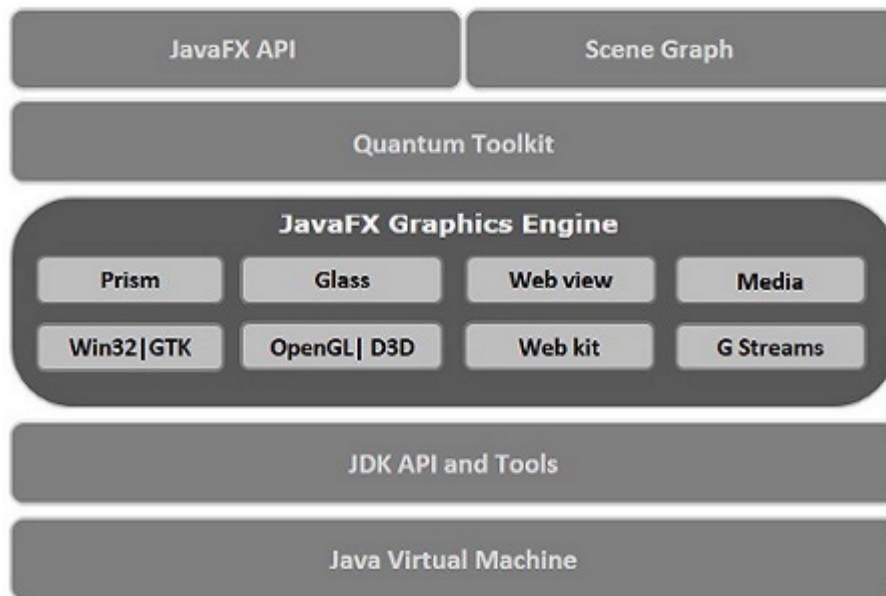 JavaFX API
Scene Graph
Quantum Toolkit
JavaFX Graphics Engine
Prism
Glass
Web view
Media
Win32|GTK
OpenGL| D3D
Web kit
G Streams
JDK API and Tools
Java Virtual Machine